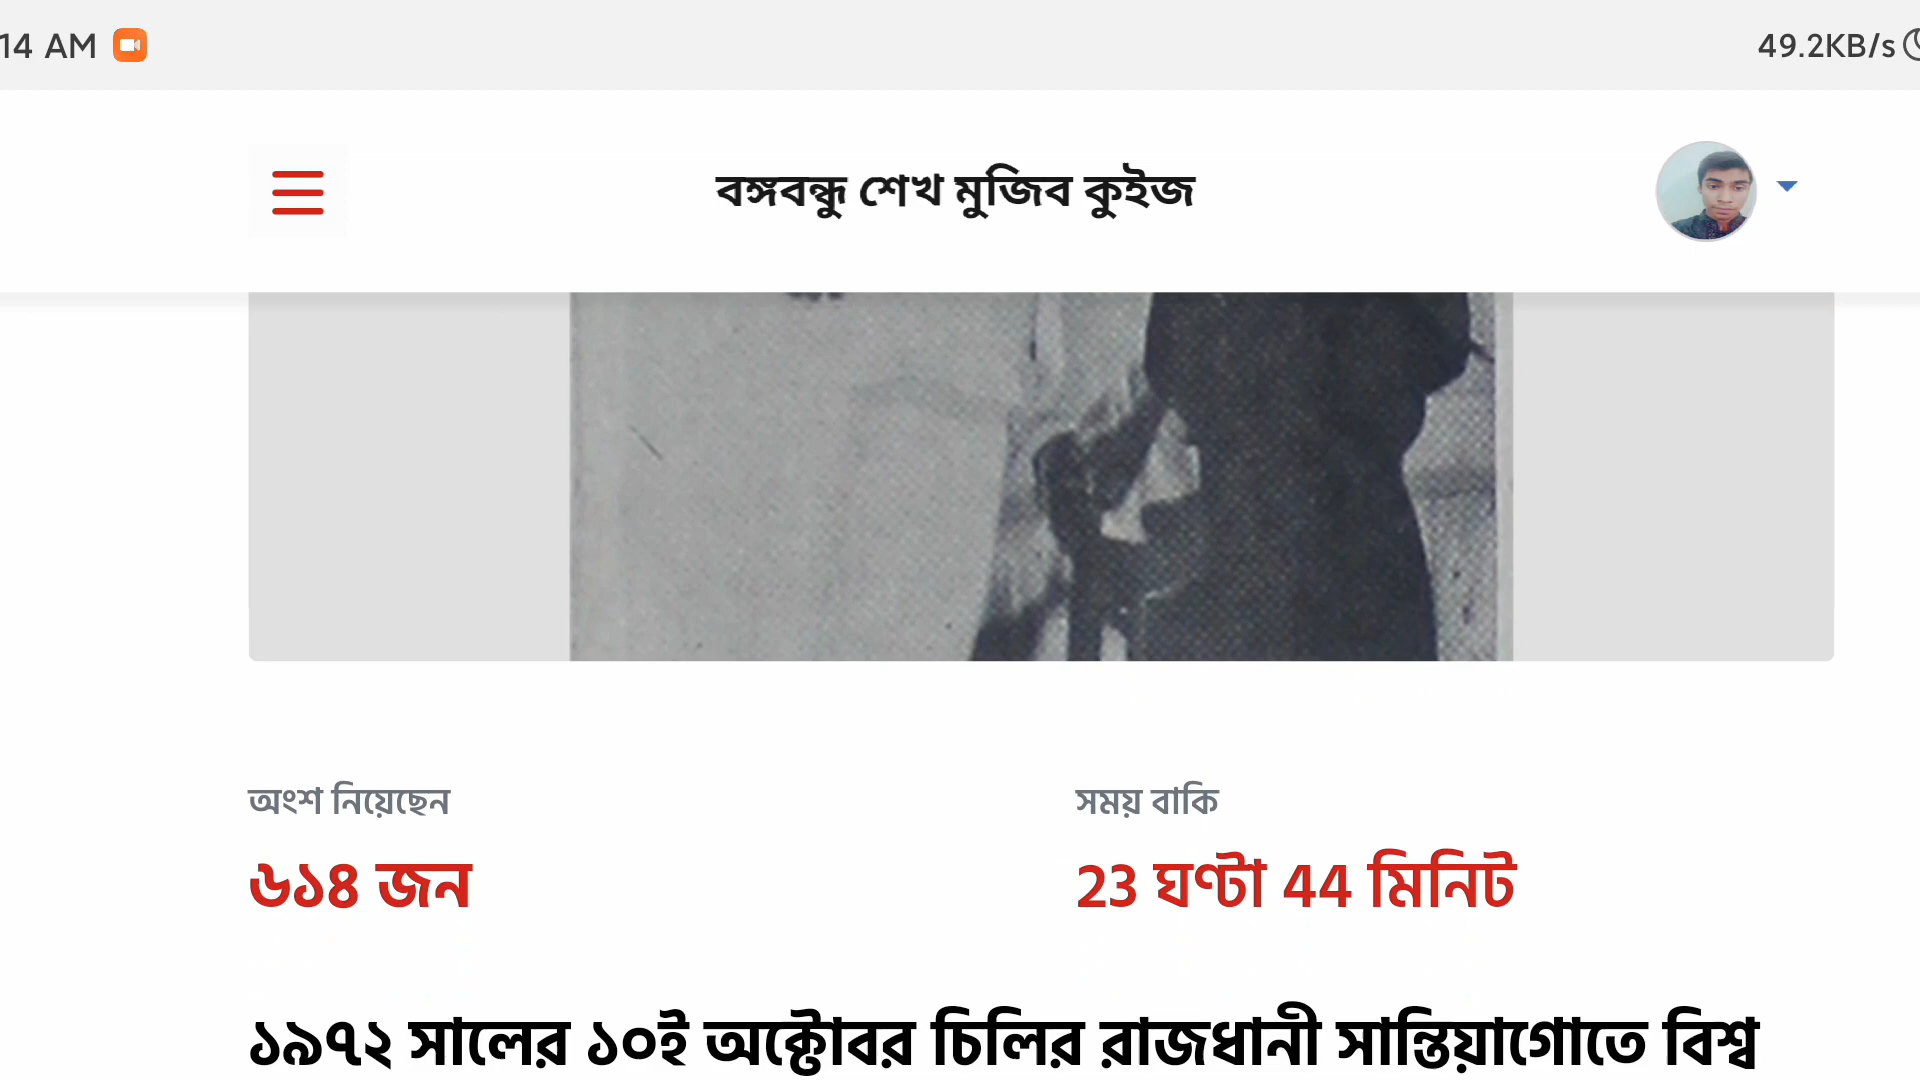 14 AM
49.2KB/s
বঙ্গবন্ধু শেখ মুজিব কুইজ
অংশ নিয়েছেন
সময় বাকি
৬১৪ জন
23 ঘণ্টা 44 মিনিট
১৯৭২ সালের ১০ই অক্টোবর চিলির রাজধানী সান্তিয়াগোতে বিশ্ব